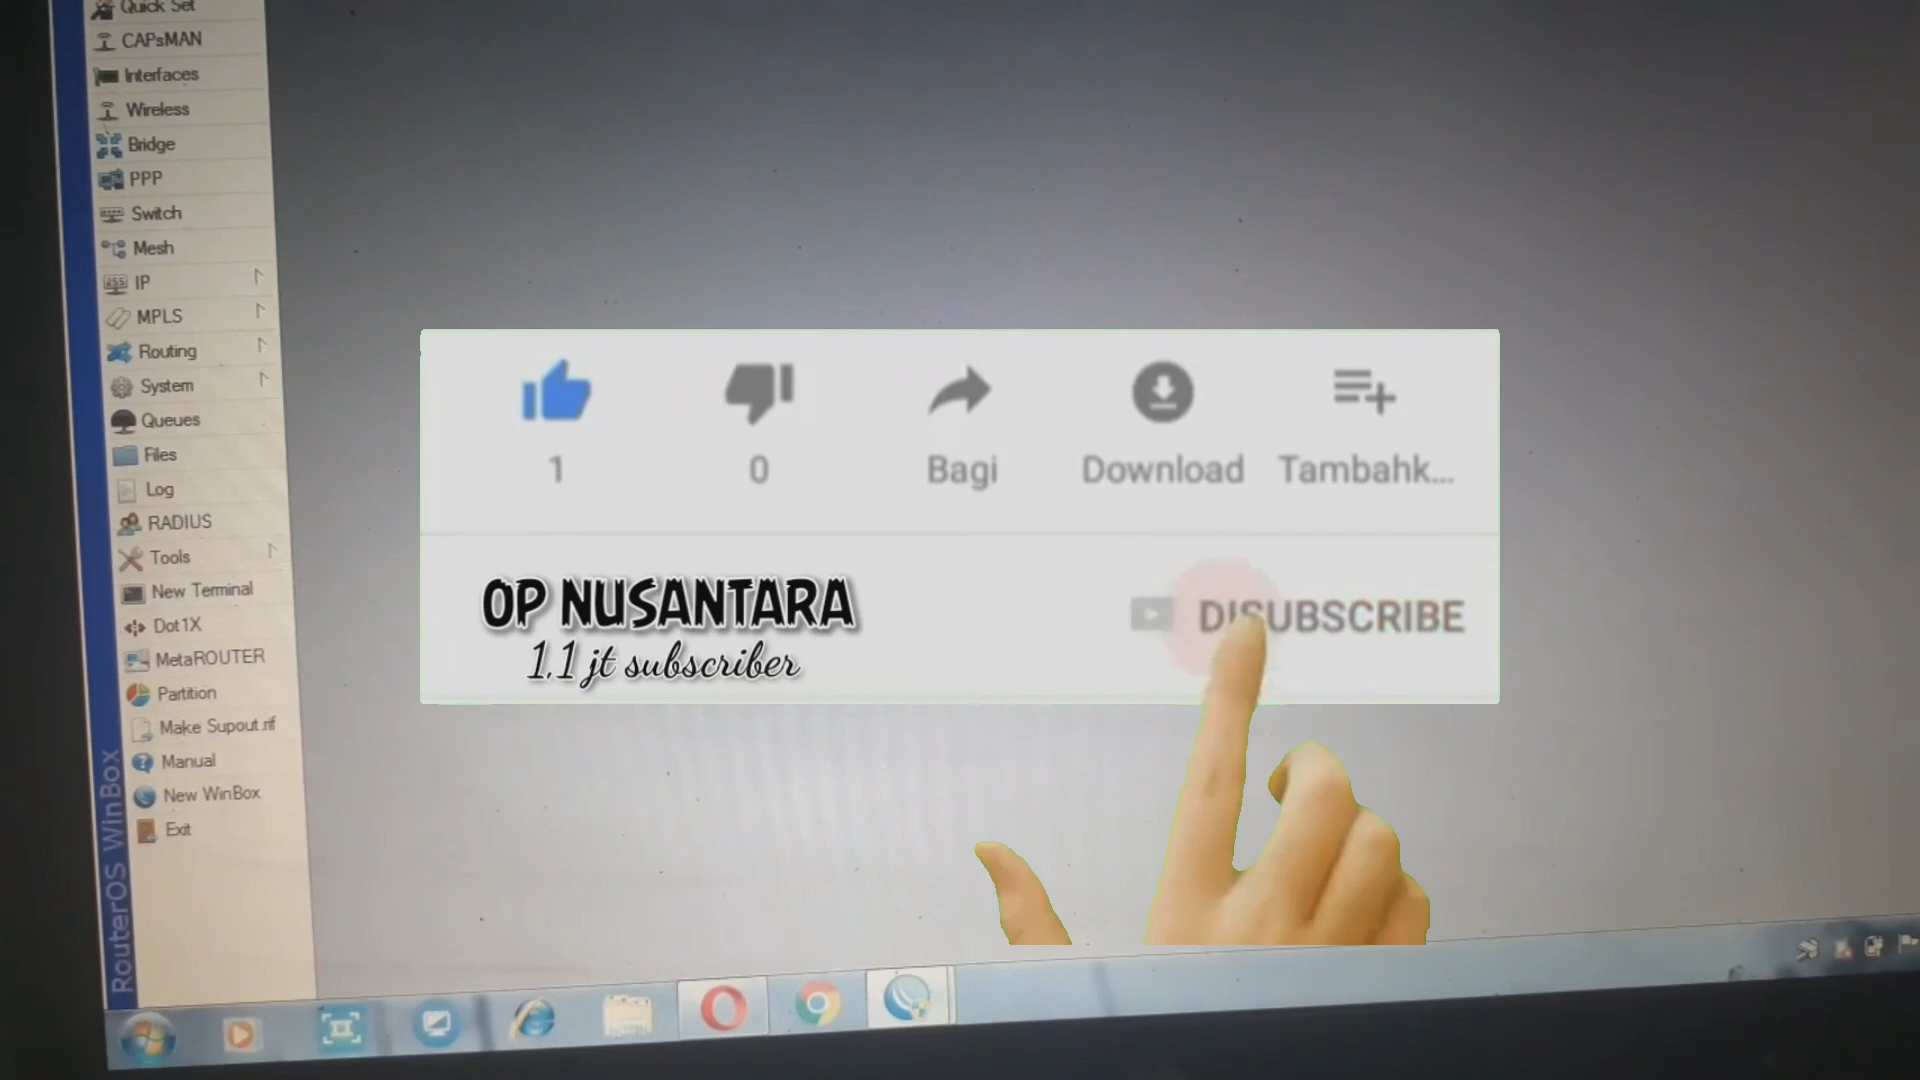 Quick Set
CAPsMAN
Interfaces
Wireless
Bridge
PPP
Switch
Mesh
255 IP
MPLS
Routing
System
Queues
Files
Log
RADIUS
Tools
New Terminal
Dot1X
MetaROUTER
Partition
Make Supout.rif
Manual
New WinBox
Exit
RouterOS WinBox
1
0
Bagi
Download
Tambahk...
OP NUSANTARA
1.1 jt subscriber
DISUBSCRIBE